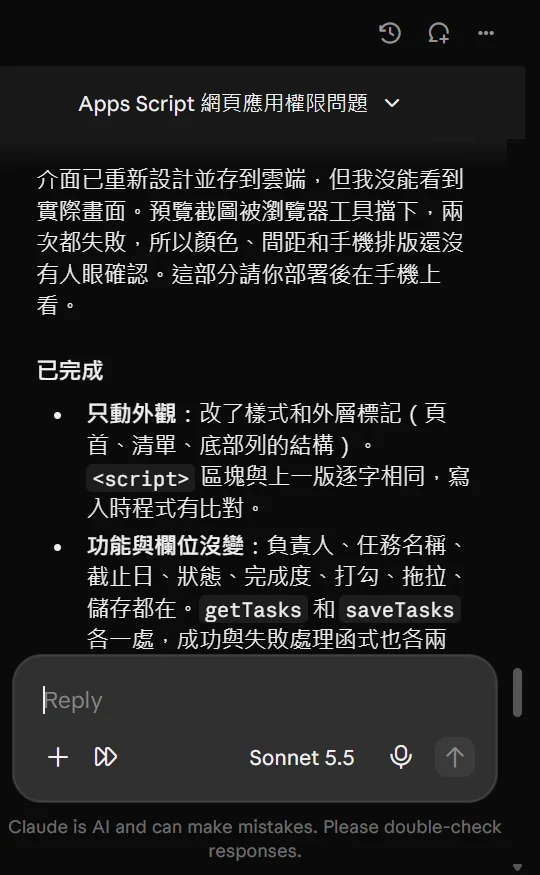 Apps Script 網頁應用權限問題
介面已重新設計並存到雲端，但我沒能看到
實際畫面。預覽截圖被瀏覽器工具擋下，兩
次都失敗，所以顏色、間距和手機排版還沒
有人眼確認。這部分請你部署後在手機上
看。
已完成
• 只動外觀：改了樣式和外層標記（頁
首、清單、底部列的結構）。
<script> 區塊與上一版逐字相同，寫
入時程式有比對。
• 功能與欄位沒變：負責人、任務名稱、
截止日、狀態、完成度、打勾、拖拉、
儲存都在。getTasks 和 saveTasks
各一處，成功與失敗處理函式也各兩
Reply
Sonnet 5.5
Claude is AI and can make mistakes. Please double-check
responses.